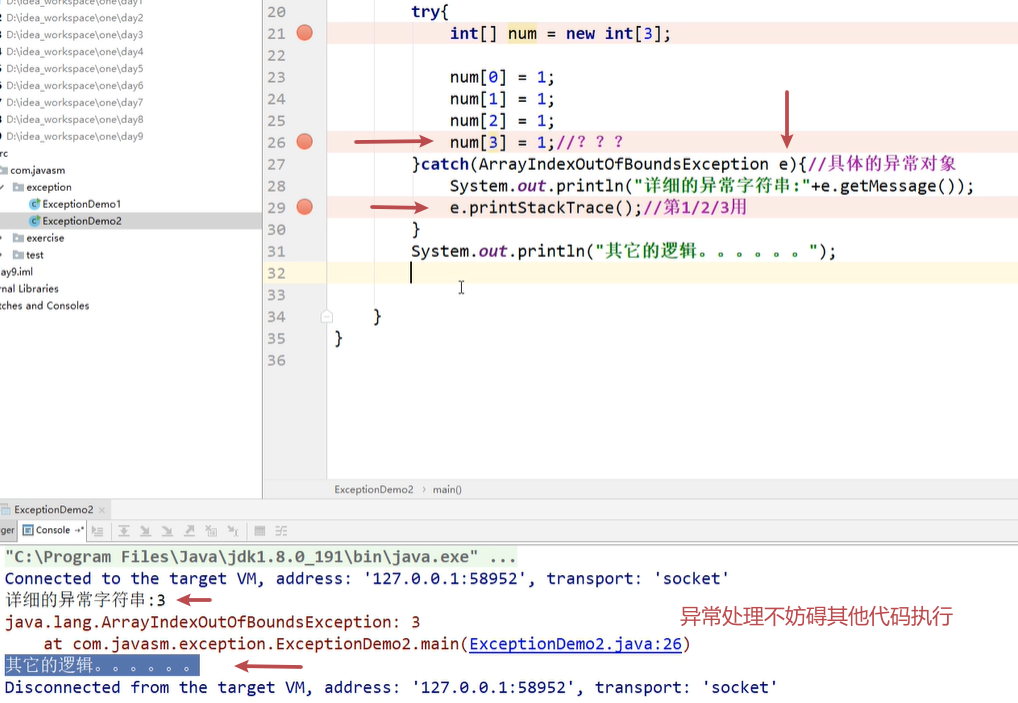 D:\idea_workspace\one\day1
D:\idea_workspace\one\day2
D:\idea_workspace\one\day3
D:\idea_workspace\one\day4
D:\idea_workspace\one\day5
D:\idea_workspace\one\day6
D:\idea_workspace\one\day7
D:\idea_workspace\one\day8
D:\idea_workspace\one\day9
rc
com.javasm
exception
ExceptionDemo1
ExceptionDemo2
exercise
test
ay9.iml
nal Libraries
tches and Consoles
20 try{
21 int[] num = new int[3];
22
23 num[0] = 1;
24 num[1] = 1;
25 num[2] = 1;
26 num[3] = 1;//？？？
27 }catch(ArrayIndexOutOfBoundsException e){//具体的异常对象
28 System.out.println("详细的异常字符串:"+e.getMessage());
29 e.printStackTrace();//第1/2/3用
30 }
31 System.out.println("其它的逻辑。。。。。。");
32
33
34 }
35 }
36
ExceptionDemo2 › main()
ExceptionDemo2 ×
ger Console
"C:\Program Files\Java\jdk1.8.0_191\bin\java.exe" ...
Connected to the target VM, address: '127.0.0.1:58952', transport: 'socket'
详细的异常字符串:3
java.lang.ArrayIndexOutOfBoundsException: 3
at com.javasm.exception.ExceptionDemo2.main(ExceptionDemo2.java:26)
异常处理不妨碍其他代码执行
其它的逻辑。。。。。。
Disconnected from the target VM, address: '127.0.0.1:58952', transport: 'socket'